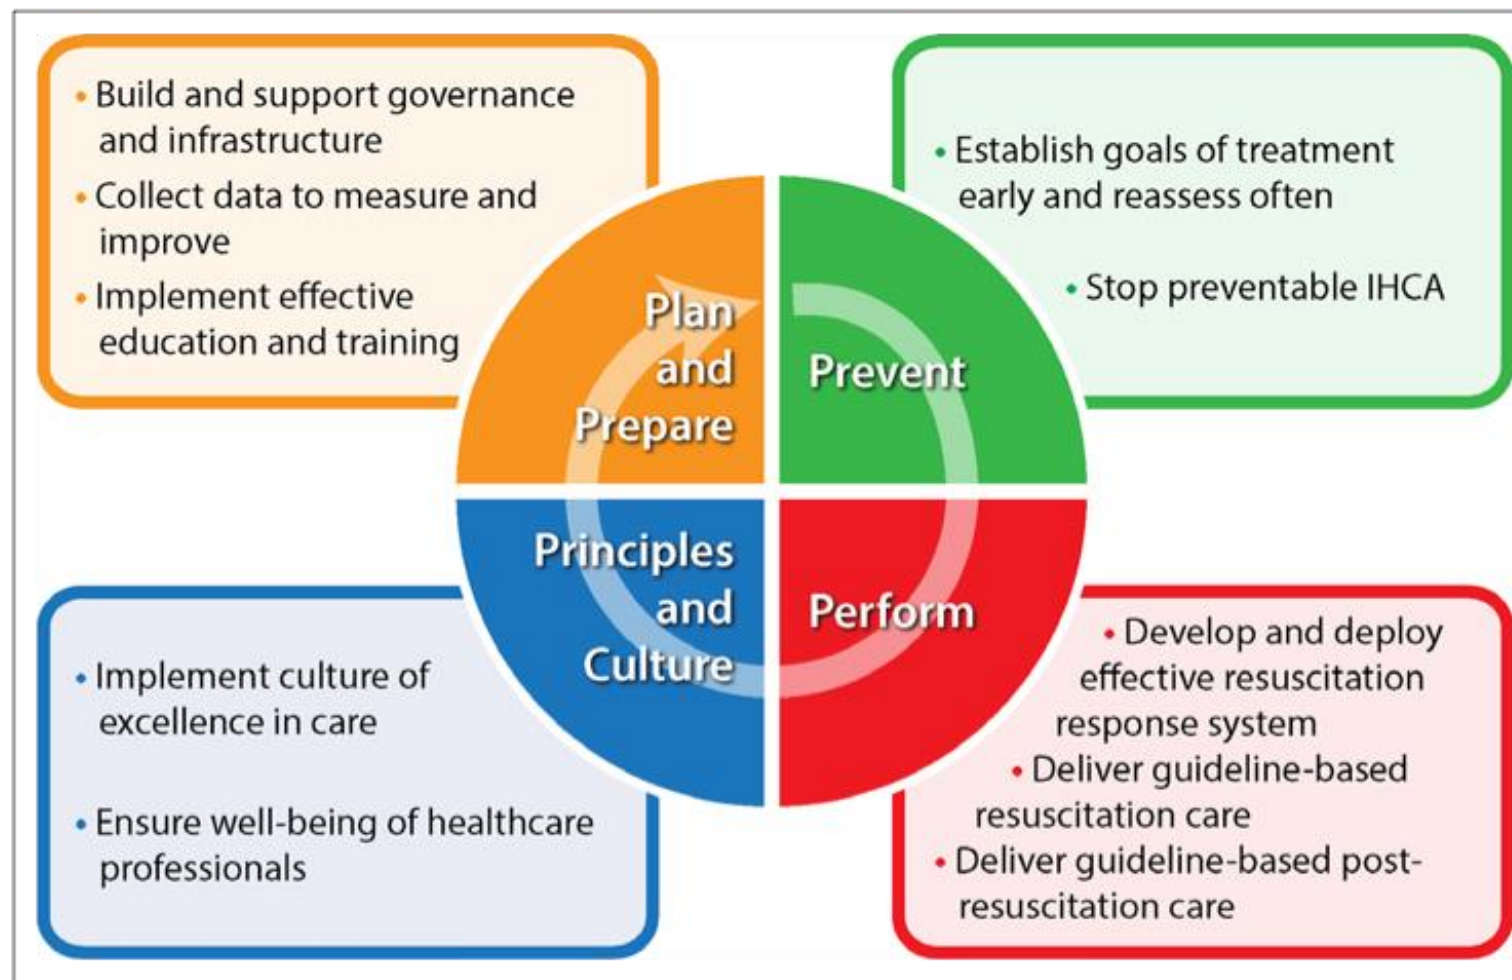 • Build and support governance
and infrastructure
• Collect data to measure and
improve
• Implement effective
education and training
• Establish goals of treatment
early and reassess often
• Stop preventable IHCA
Plan
and
Prepare
Prevent
Principles
and
Culture
Perform
• Implement culture of
excellence in care
• Ensure well-being of healthcare
professionals
• Develop and deploy
effective resuscitation
response system
• Deliver guideline-based
resuscitation care
• Deliver guideline-based post-
resuscitation care